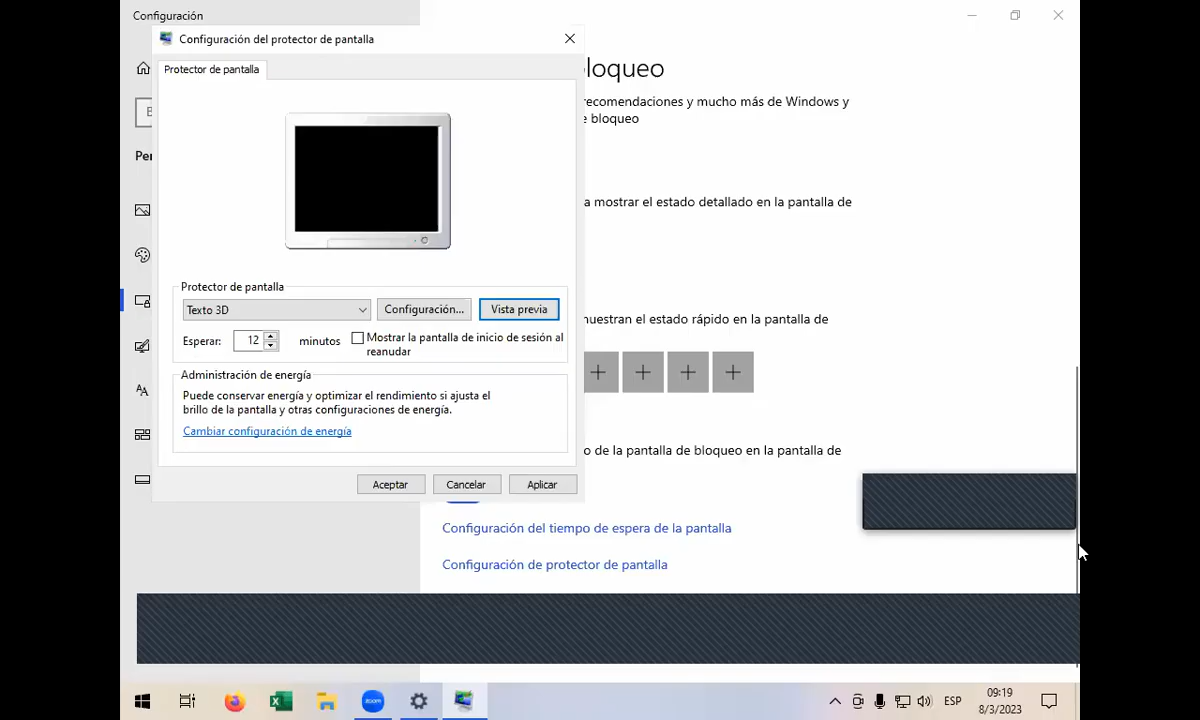 Configuración
Configuración del protector de pantalla
Protector de pantalla
bloqueo
recomendaciones y mucho más de Windows y
e bloqueo
a mostrar el estado detallado en la pantalla de
Protector de pantalla
Texto 3D
Configuración...
Vista previa
Esperar:
12
minutos
Mostrar la pantalla de inicio de sesión al
reanudar
uestran el estado rápido en la pantalla de
Administración de energía
Puede conservar energía y optimizar el rendimiento si ajusta el
brillo de la pantalla y otras configuraciones de energía.
Cambiar configuración de energía
o de la pantalla de bloqueo en la pantalla de
Aceptar
Cancelar
Aplicar
Configuración del tiempo de espera de la pantalla
Configuración de protector de pantalla
B
Per
zoom
ESP
09:19
8/3/2023